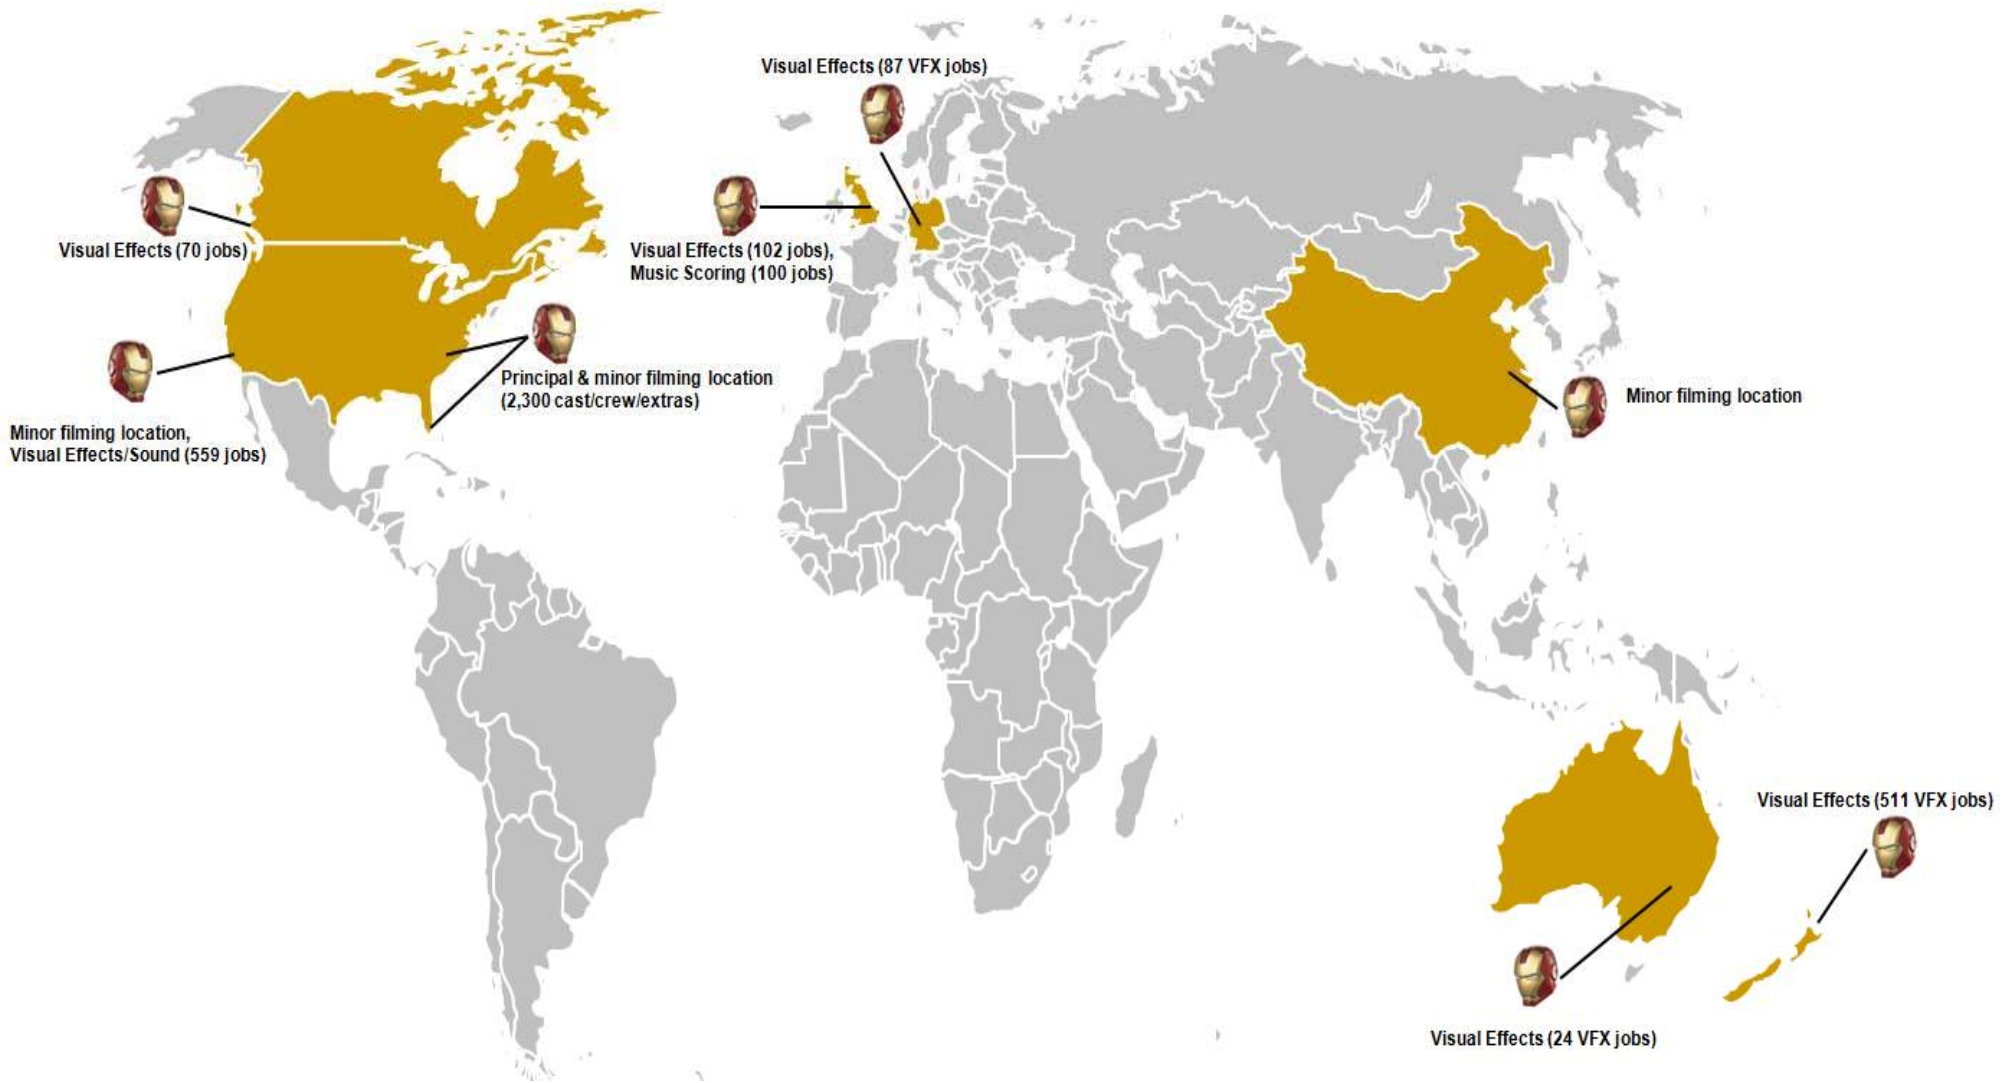 Visual Effects (87 VFX jobs)
Visual Effects (70 jobs)
Visual Effects (102 jobs),
Music Scoring (100 jobs)
Principal & minor filming location
(2,300 cast/crew/extras)
Minor filming location
Minor filming location,
Visual Effects/Sound (559 jobs)
Visual Effects (511 VFX jobs)
Visual Effects (24 VFX jobs)